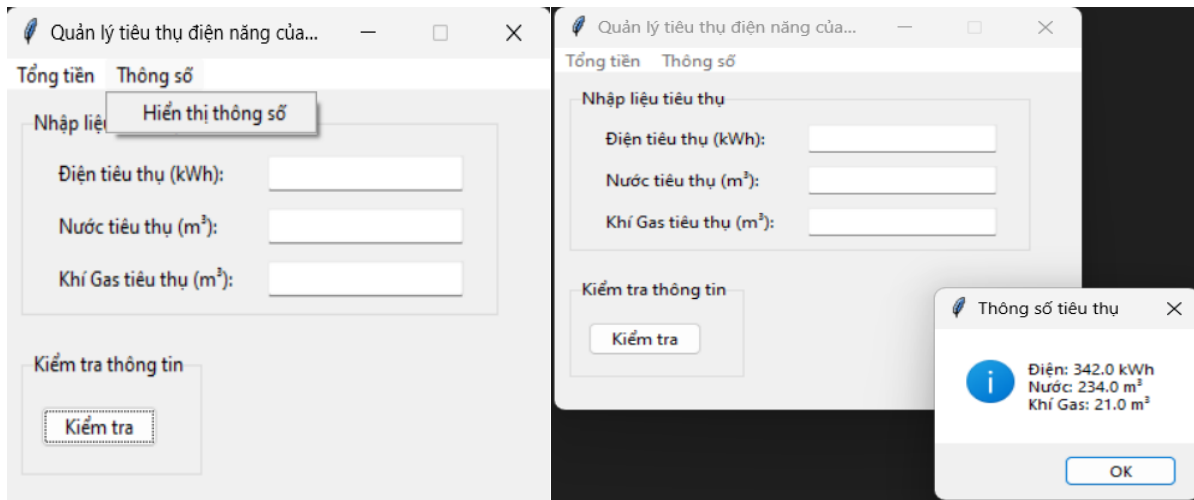 Quản lý tiêu thụ điện năng của...
Tổng tiền Thông số
Hiển thị thông số
Nhập liệ
Điện tiêu thụ (kWh):
Nước tiêu thụ (m³):
Khí Gas tiêu thụ (m³):
Kiểm tra thông tin
Kiểm tra
Quản lý tiêu thụ điện năng của...
Tổng tiền Thông số
Nhập liệu tiêu thụ
Điện tiêu thụ (kWh):
Nước tiêu thụ (m³):
Khí Gas tiêu thụ (m³):
Kiểm tra thông tin
Kiểm tra
Thông số tiêu thụ
Điện: 342.0 kWh
Nước: 234.0 m³
Khí Gas: 21.0 m³
OK